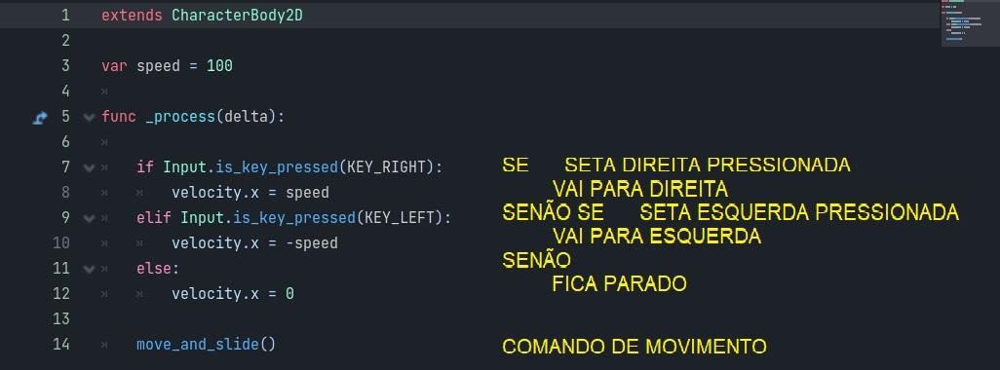 1 extends CharacterBody2D
2
3 var speed = 100
4
5 func _process(delta):
6
7 if Input.is_key_pressed(KEY_RIGHT): SE SETA DIREITA PRESSIONADA
8 velocity.x = speed VAI PARA DIREITA
9 elif Input.is_key_pressed(KEY_LEFT): SENÃO SE SETA ESQUERDA PRESSIONADA
10 velocity.x = -speed VAI PARA ESQUERDA
11 else: SENÃO
12 velocity.x = 0 FICA PARADO
13
14 move_and_slide() COMANDO DE MOVIMENTO